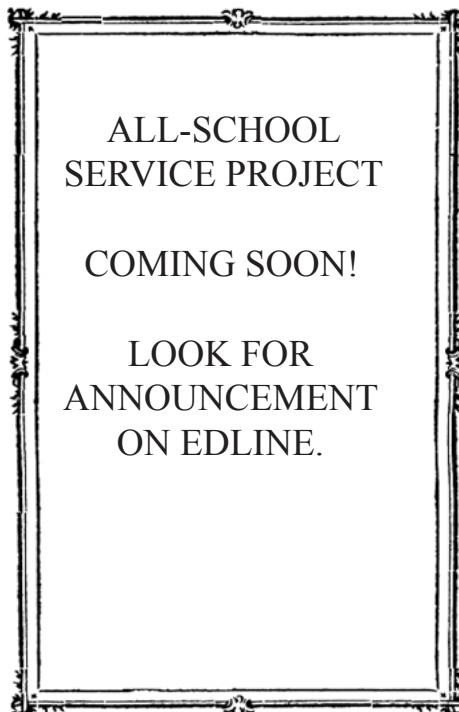 ALL-SCHOOL
SERVICE PROJECT
COMING SOON!
LOOK FOR
ANNOUNCEMENT
ON EDLINE.